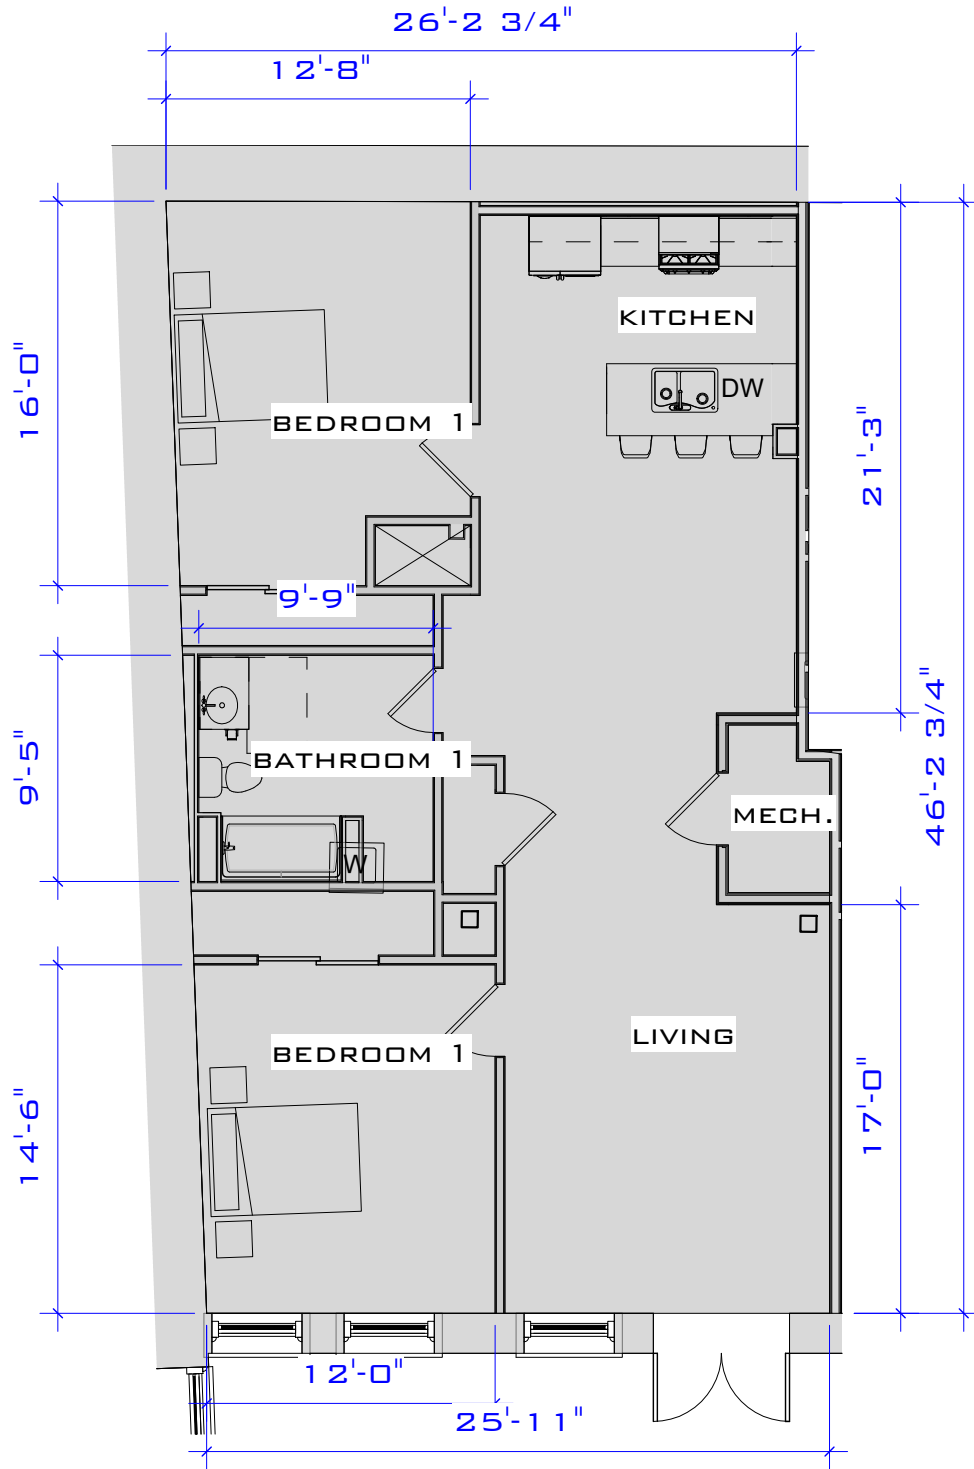 26'-2 3/4"
12'-8"
16'-0"
KITCHEN
DW
BEDROOM 1
21'-3"
9'-9"
46'-2 3/4"
9'-5"
BATHROOM 1
MECH.
W
LIVING
BEDROOM 1
14'-6"
17'-0"
12'-0"
25'-11"